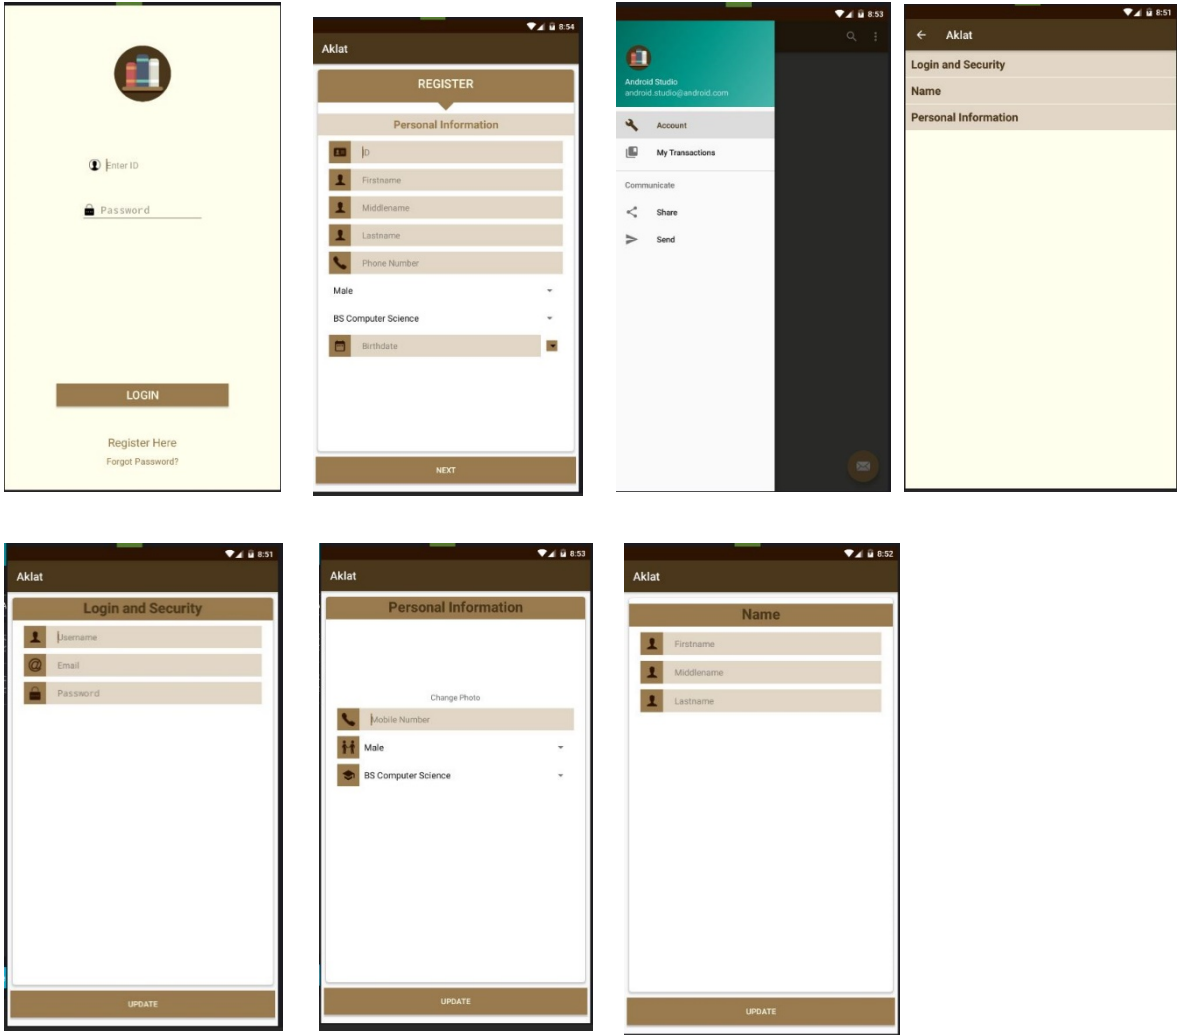 Enter ID
Password
LOGIN
Register Here
Forgot Password?
8:54
Aklat
REGISTER
Personal Information
ID
Firstname
Middlename
Lastname
Phone Number
Male
BS Computer Science
Birthdate
NEXT
8:53
Android Studio
android.studio@android.com
Account
My Transactions
Communicate
Share
Send
8:51
Aklat
Login and Security
Name
Personal Information
8:51
Aklat
Login and Security
Username
Email
Password
UPDATE
8:53
Aklat
Personal Information
Change Photo
Mobile Number
Male
BS Computer Science
UPDATE
8:52
Aklat
Name
Firstname
Middlename
Lastname
UPDATE